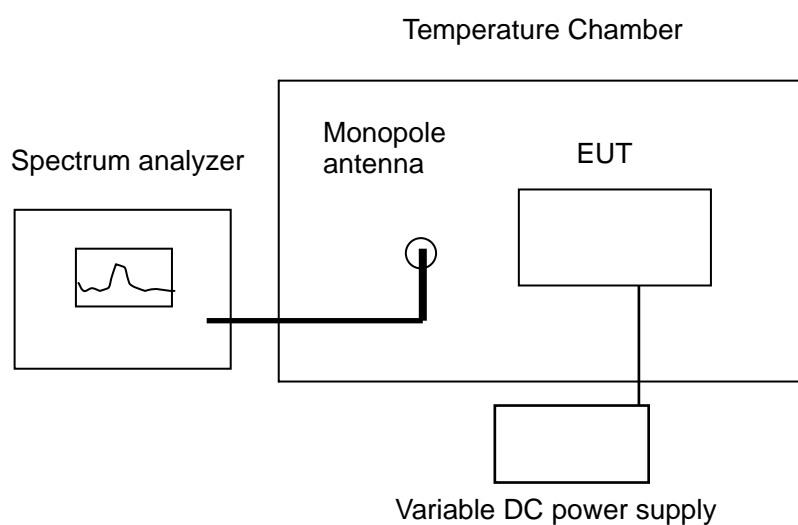 Temperature Chamber
Monopole
antenna
EUT
Spectrum analyzer
Variable DC power supply